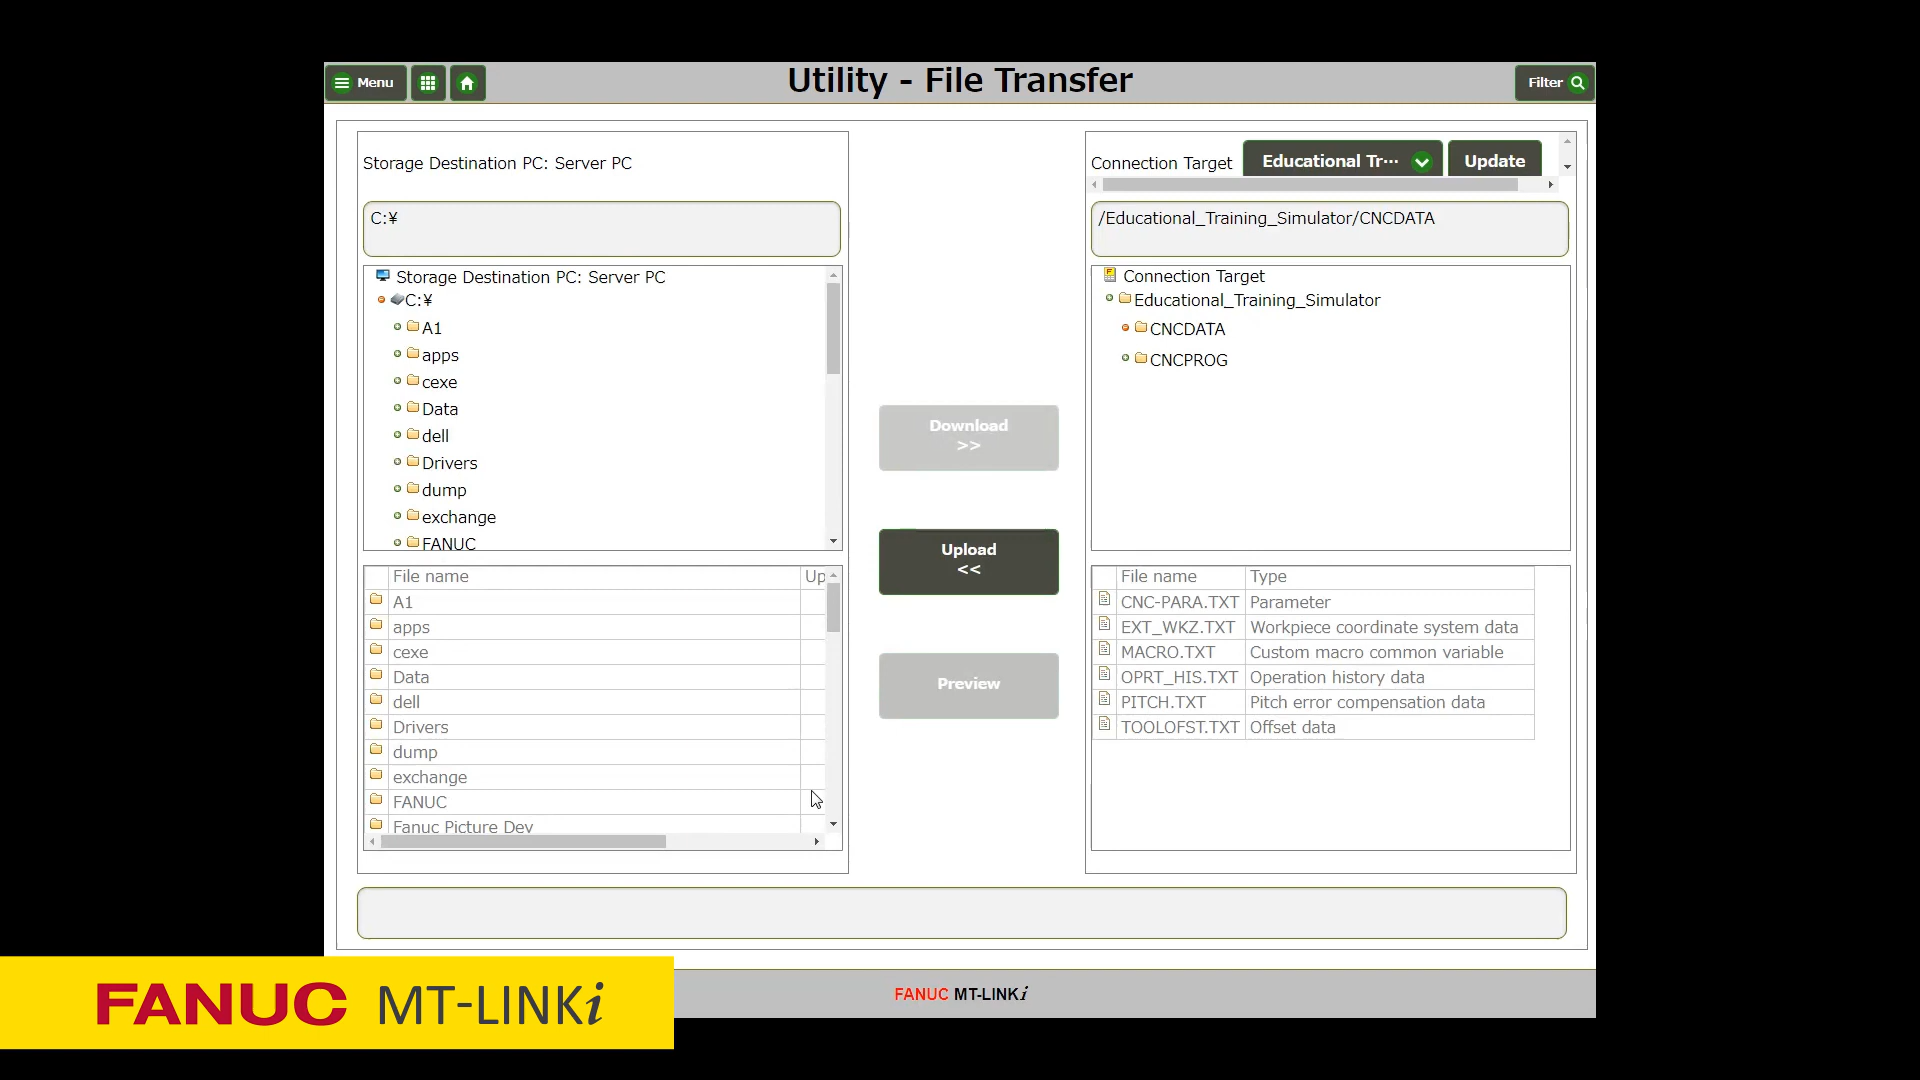 Menu
Utility - File Transfer
Filter
Storage Destination PC: Server PC
C:¥
Storage Destination PC: Server PC
C:¥
A1
apps
cexe
Data
dell
Drivers
dump
exchange
FANUC
File name Up
A1
apps
cexe
Data
dell
Drivers
dump
exchange
FANUC
Fanuc Picture Dev
Download
>>
Upload
<<
Preview
Connection Target Educational Tr··· Update
/Educational_Training_Simulator/CNCDATA
Connection Target
Educational_Training_Simulator
CNCDATA
CNCPROG
File name Type
CNC-PARA.TXT Parameter
EXT_WKZ.TXT Workpiece coordinate system data
MACRO.TXT Custom macro common variable
OPRT_HIS.TXT Operation history data
PITCH.TXT Pitch error compensation data
TOOLOFST.TXT Offset data
FANUC MT-LINKi
FANUC MT-LINKi